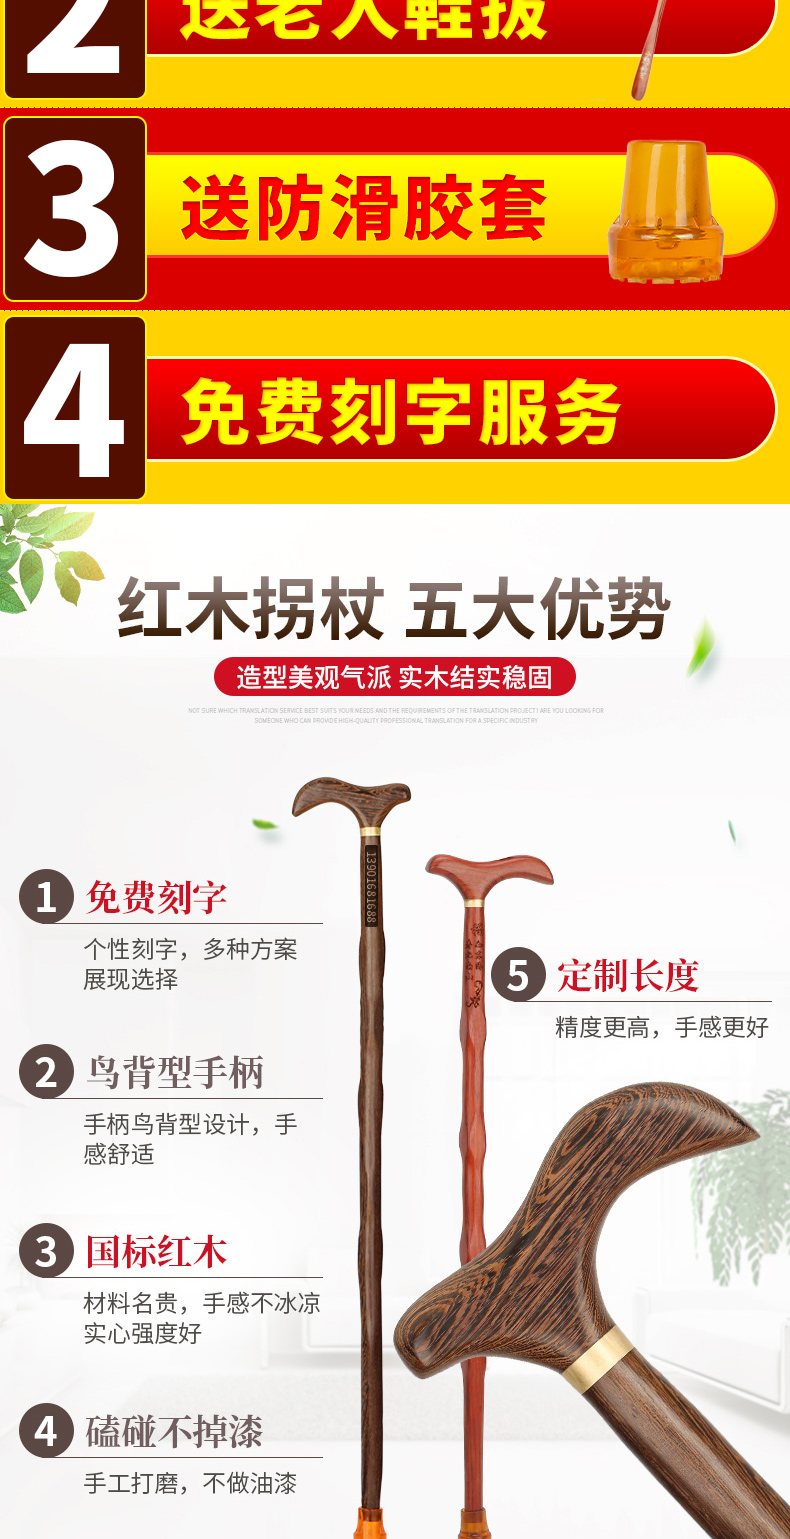 2
送老人鞋拔
3
送防滑胶套
4
免费刻字服务
红木拐杖 五大优势
造型美观气派 实木结实稳固
NOT SURE WHICH TRANSLATION SERVICE BEST SUITS YOUR NEEDS AND THE REQUIREMENTS OF THE TRANSLATION PROJECT? ARE YOU LOOKING FOR
SOMEONE WHO CAN PROVIDE HIGH-QUALITY PROFESSIONAL TRANSLATION FOR A SPECIFIC INDUSTRY
13901681688
1 免费刻字
个性刻字，多种方案
展现选择
5 定制长度
精度更高，手感更好
2 鸟背型手柄
手柄鸟背型设计，手
感舒适
3 国标红木
材料名贵，手感不冰凉
实心强度好
4 磕碰不掉漆
手工打磨，不做油漆